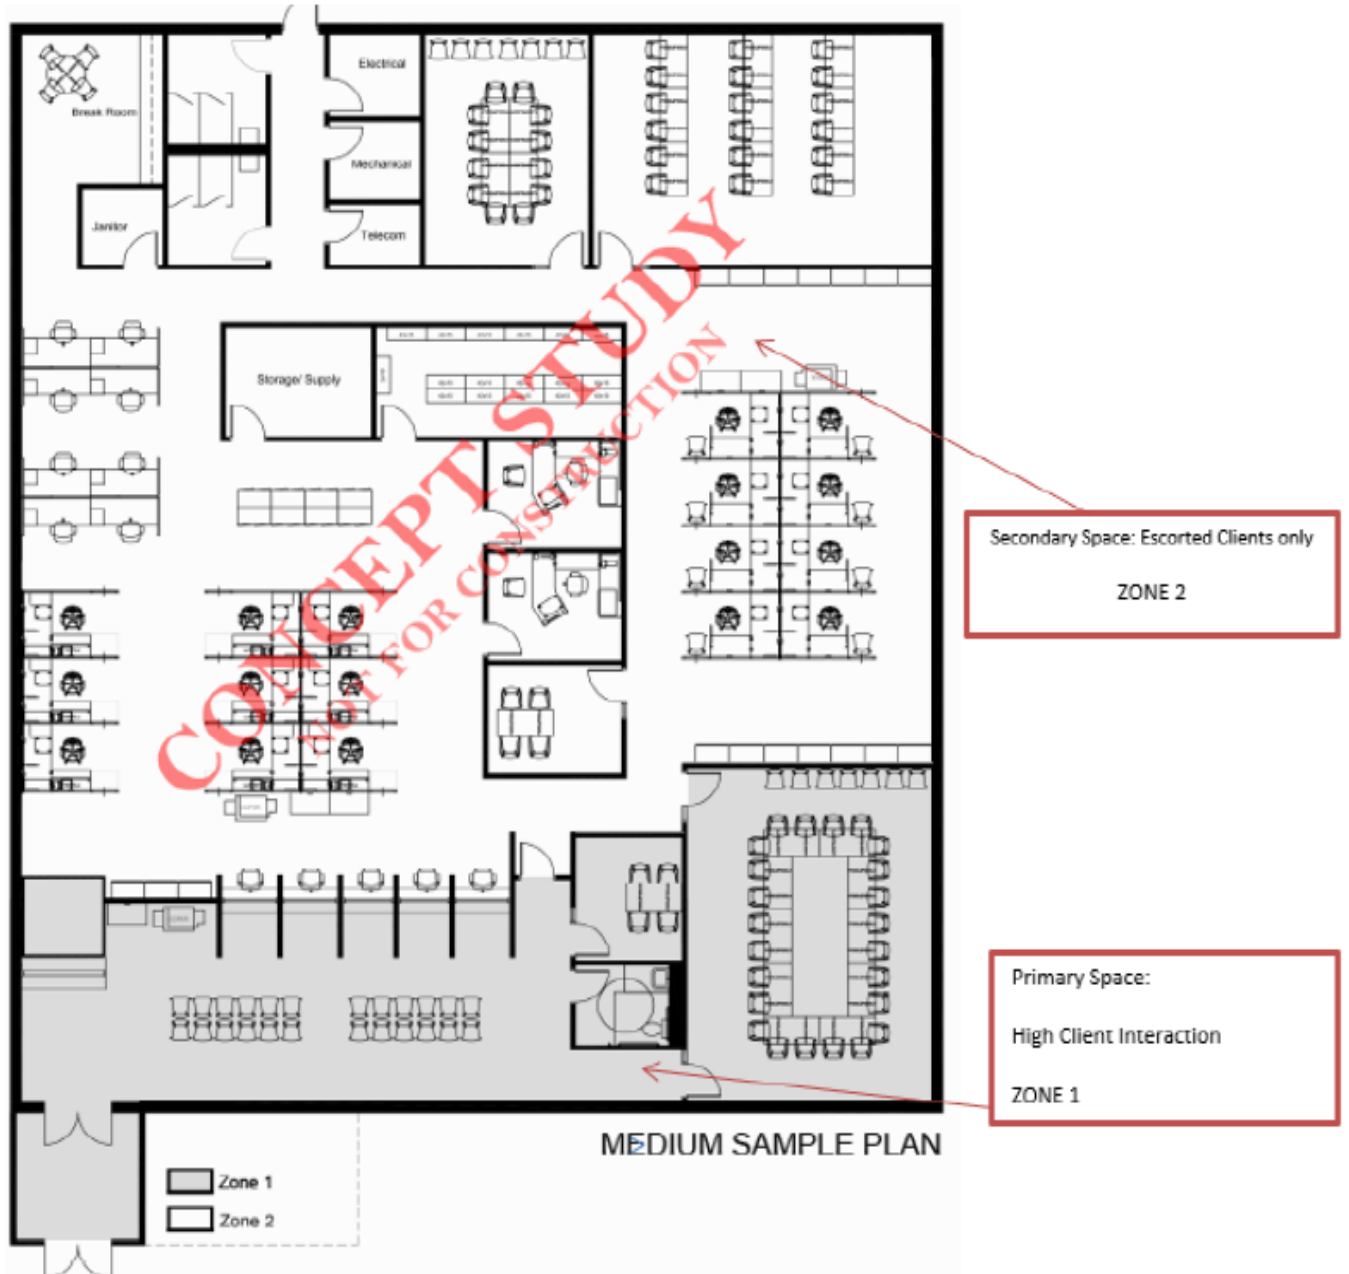 Electrical
Break Room
Mechanical
Janitor
Telecom
Storage/ Supply
CONCEPT STUDY
NOT FOR CONSTRUCTION
Secondary Space: Escorted Clients only
ZONE 2
Primary Space:
High Client Interaction
ZONE 1
MEDIUM SAMPLE PLAN
Zone 1
Zone 2